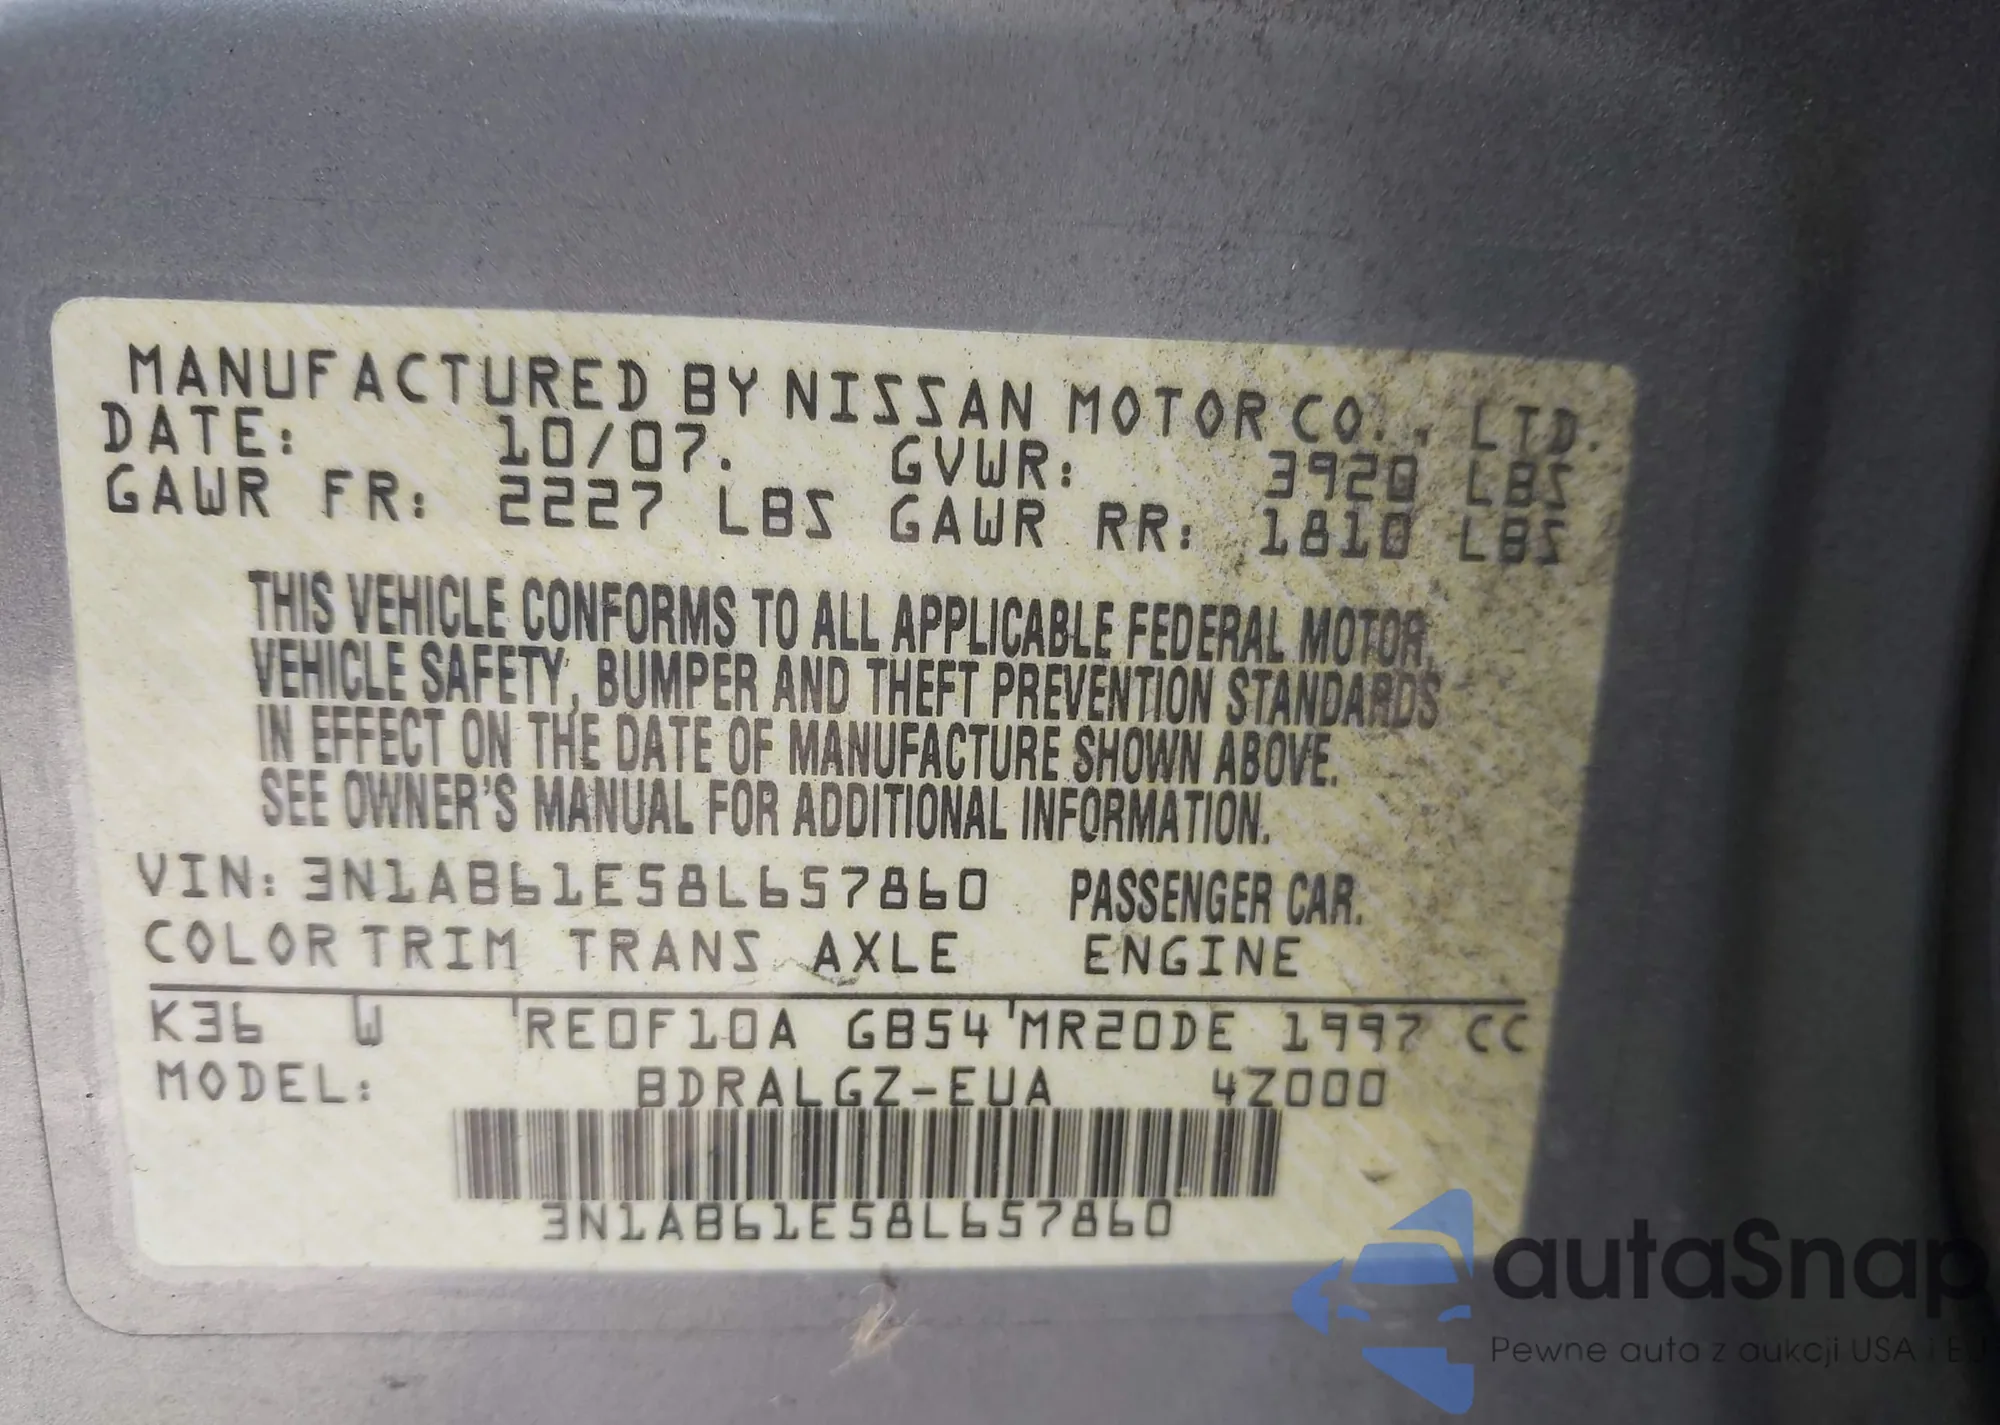 MANUFACTURED BY NISSAN MOTOR CO., LTD.
DATE: 10/07. GVWR: 3920 LBS
GAWR FR: 2227 LBS GAWR RR: 1810 LBS
THIS VEHICLE CONFORMS TO ALL APPLICABLE FEDERAL MOTOR
VEHICLE SAFETY, BUMPER AND THEFT PREVENTION STANDARDS
IN EFFECT ON THE DATE OF MANUFACTURE SHOWN ABOVE.
SEE OWNER'S MANUAL FOR ADDITIONAL INFORMATION.
VIN: 3N1AB61E58L657860 PASSENGER CAR.
COLOR TRIM TRANS AXLE ENGINE
K36 W 'RE0F10A GB54 'MR20DE 1997 CC
MODEL: BDRALGZ-EUA 4Z000
3N1AB61E58L657860
autaSnap
Pewne auta z aukcji USA i EU